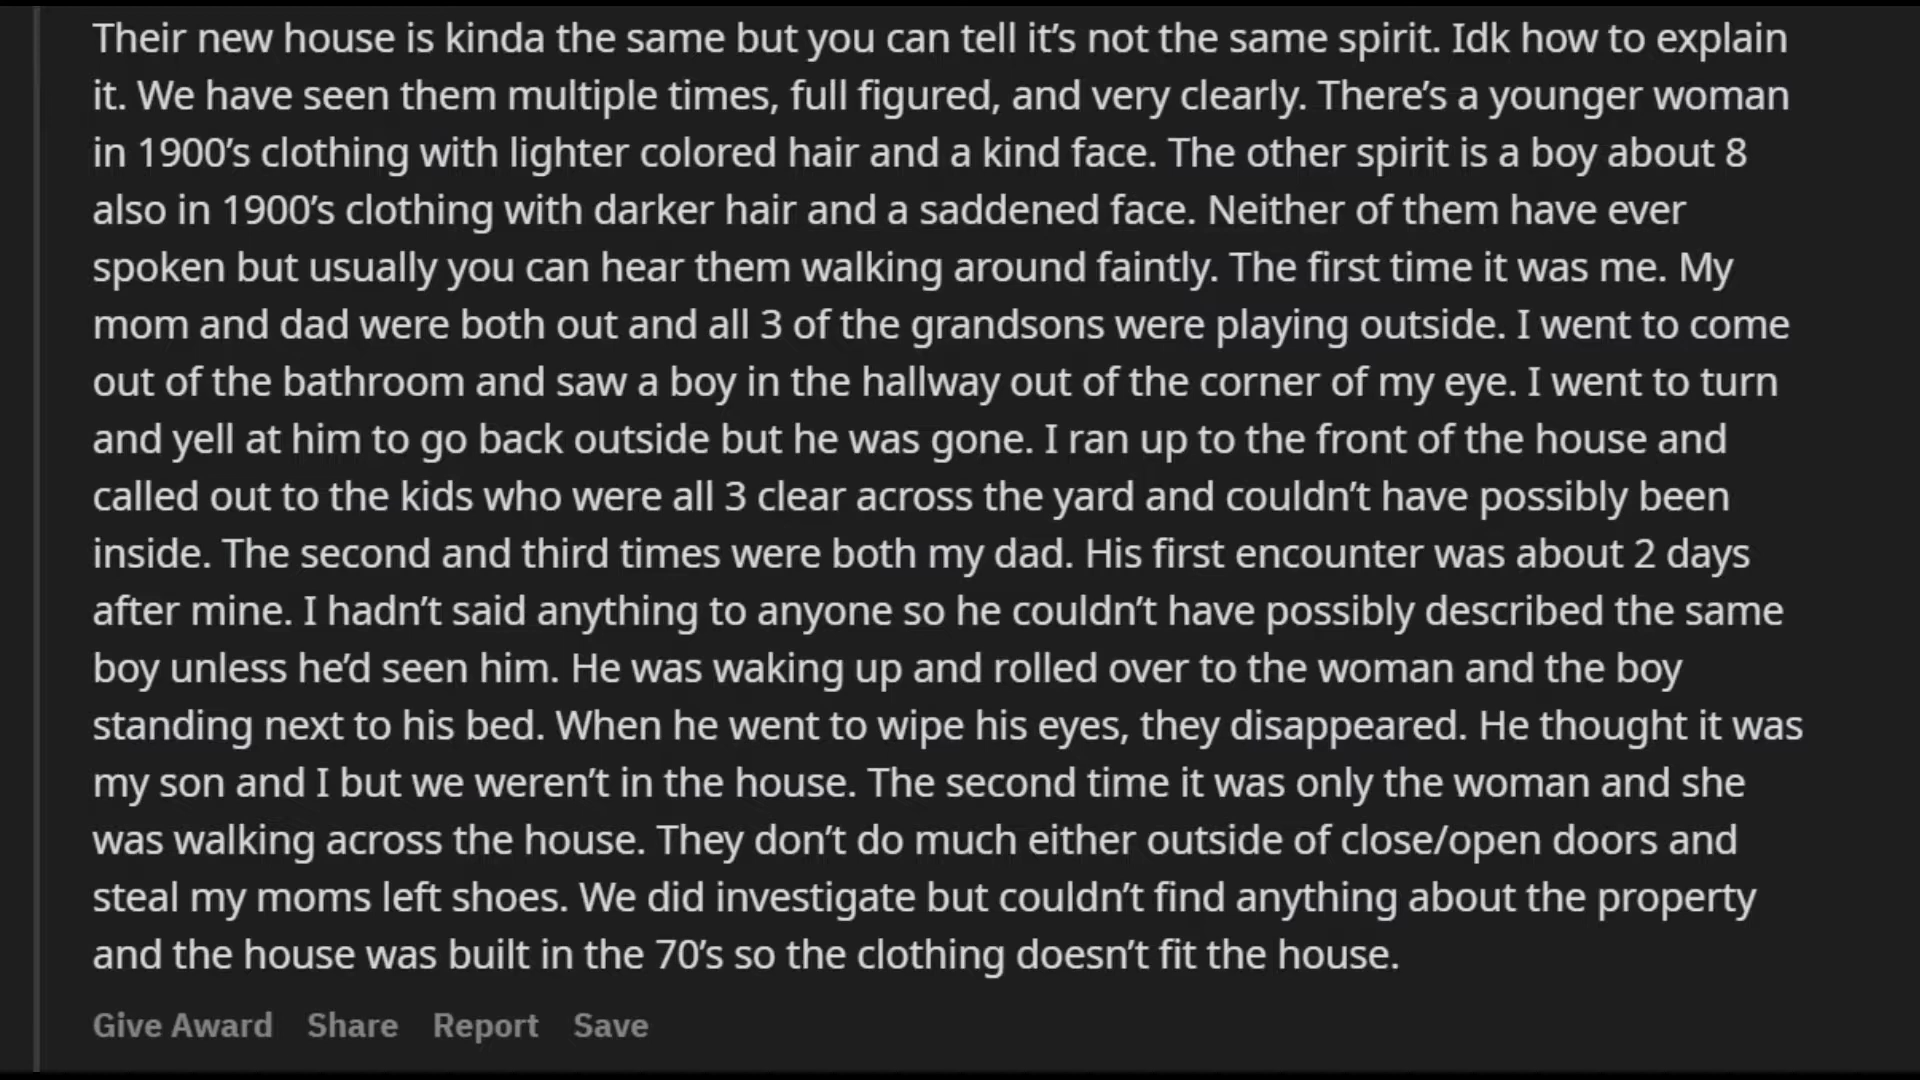 Their new house is kinda the same but you can tell it's not the same spirit. Idk how to explain
it. We have seen them multiple times, full figured, and very clearly. There's a younger woman
in 1900's clothing with lighter colored hair and a kind face. The other spirit is a boy about 8
also in 1900's clothing with darker hair and a saddened face. Neither of them have ever
spoken but usually you can hear them walking around faintly. The first time it was me. My
mom and dad were both out and all 3 of the grandsons were playing outside. I went to come
out of the bathroom and saw a boy in the hallway out of the corner of my eye. I went to turn
and yell at him to go back outside but he was gone. I ran up to the front of the house and
called out to the kids who were all 3 clear across the yard and couldn't have possibly been
inside. The second and third times were both my dad. His first encounter was about 2 days
after mine. I hadn't said anything to anyone so he couldn't have possibly described the same
boy unless he'd seen him. He was waking up and rolled over to the woman and the boy
standing next to his bed. When he went to wipe his eyes, they disappeared. He thought it was
my son and I but we weren't in the house. The second time it was only the woman and she
was walking across the house. They don't do much either outside of close/open doors and
steal my moms left shoes. We did investigate but couldn't find anything about the property
and the house was built in the 70's so the clothing doesn't fit the house.
Give Award Share Report Save